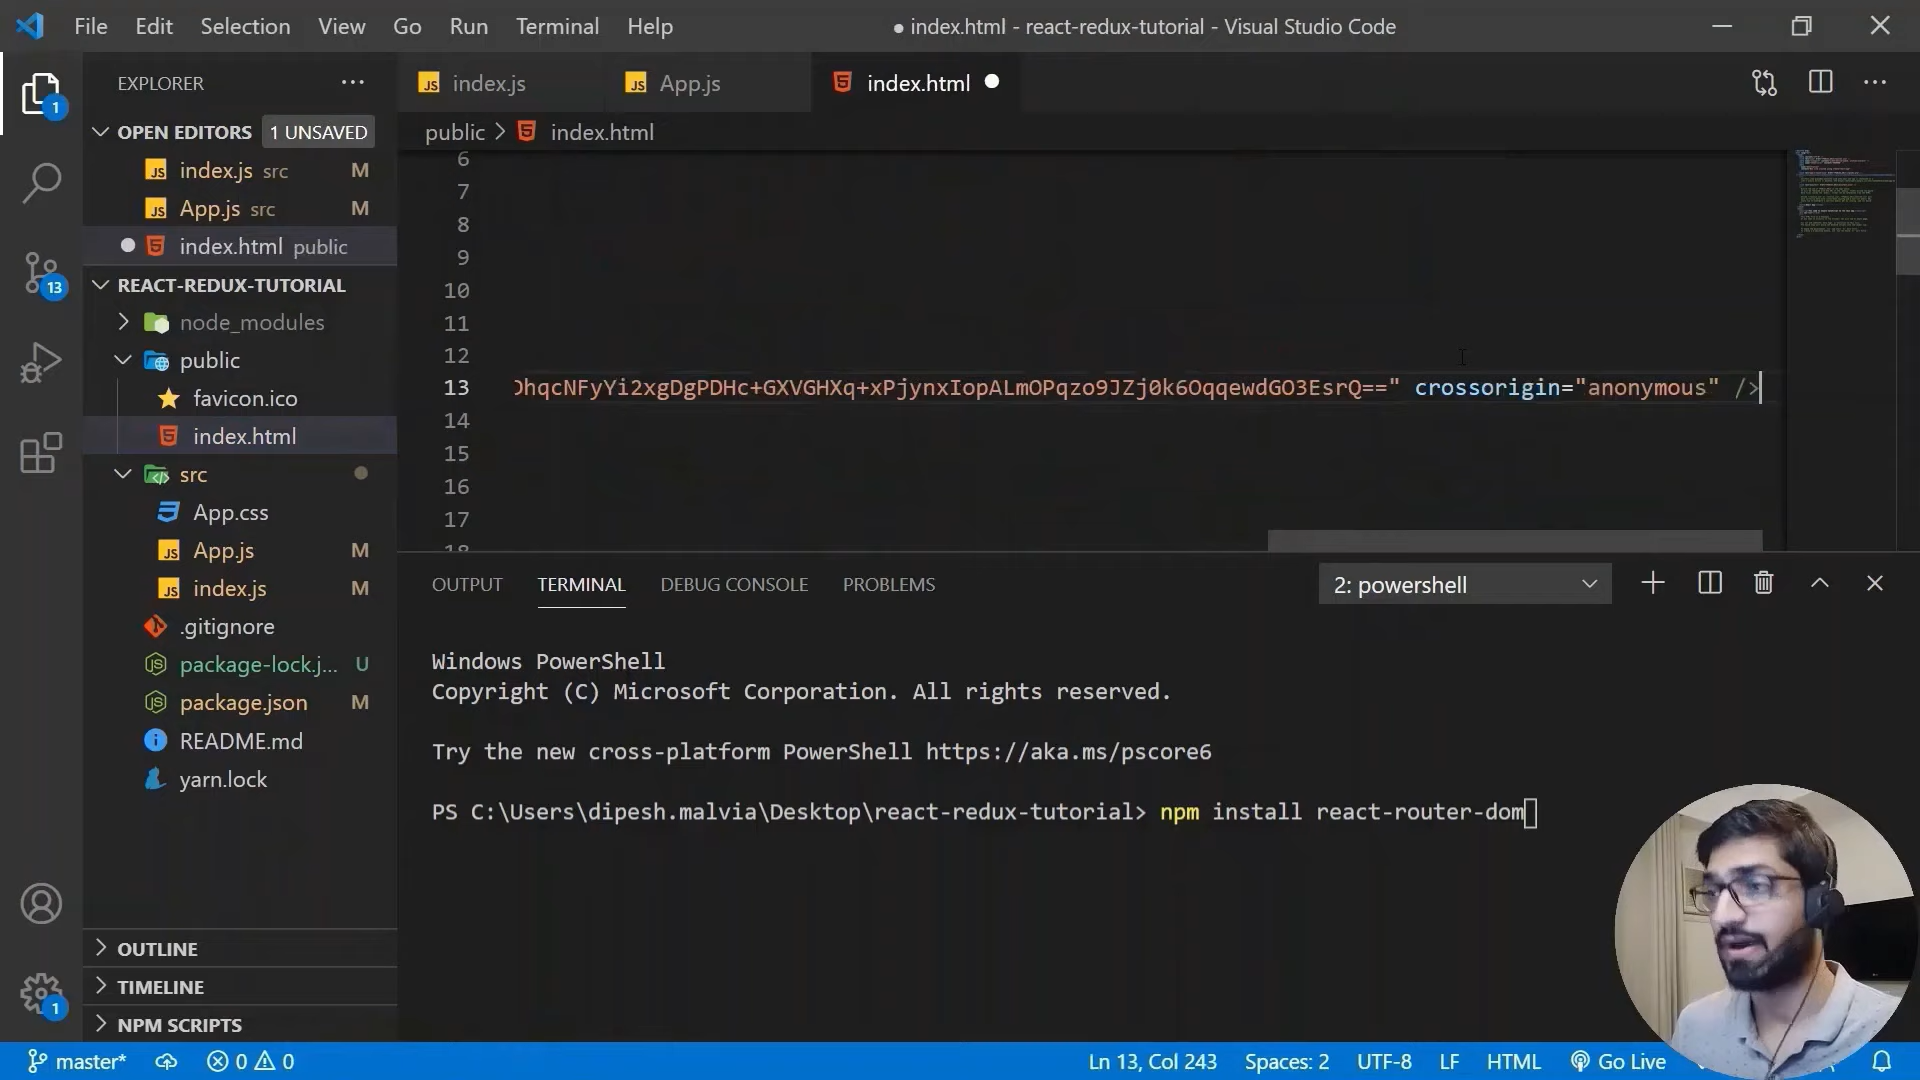 File Edit Selection View Go Run Terminal Help
● index.html - react-redux-tutorial - Visual Studio Code
EXPLORER
OPEN EDITORS 1 UNSAVED
index.js src M
App.js src M
index.html public
REACT-REDUX-TUTORIAL
node_modules
public
favicon.ico
index.html
src
App.css
App.js M
index.js M
.gitignore
package-lock.j... U
package.json M
README.md
yarn.lock
OUTLINE
TIMELINE
NPM SCRIPTS
1
13
1
index.js App.js index.html
public > index.html
6
7
8
9
10
11
12
13 hqcNFyYi2xgDgPDHc+GXVGHXq+xPjynxIopALmOPqzo9JZj0k6OqqewdGO3EsrQ==" crossorigin="anonymous" />
14
15
16
17
18
OUTPUT TERMINAL DEBUG CONSOLE PROBLEMS 2: powershell
Windows PowerShell
Copyright (C) Microsoft Corporation. All rights reserved.
Try the new cross-platform PowerShell https://aka.ms/pscore6
PS C:\Users\dipesh.malvia\Desktop\react-redux-tutorial> npm install react-router-dom
master* 0 0 Ln 13, Col 243 Spaces: 2 UTF-8 LF HTML Go Live